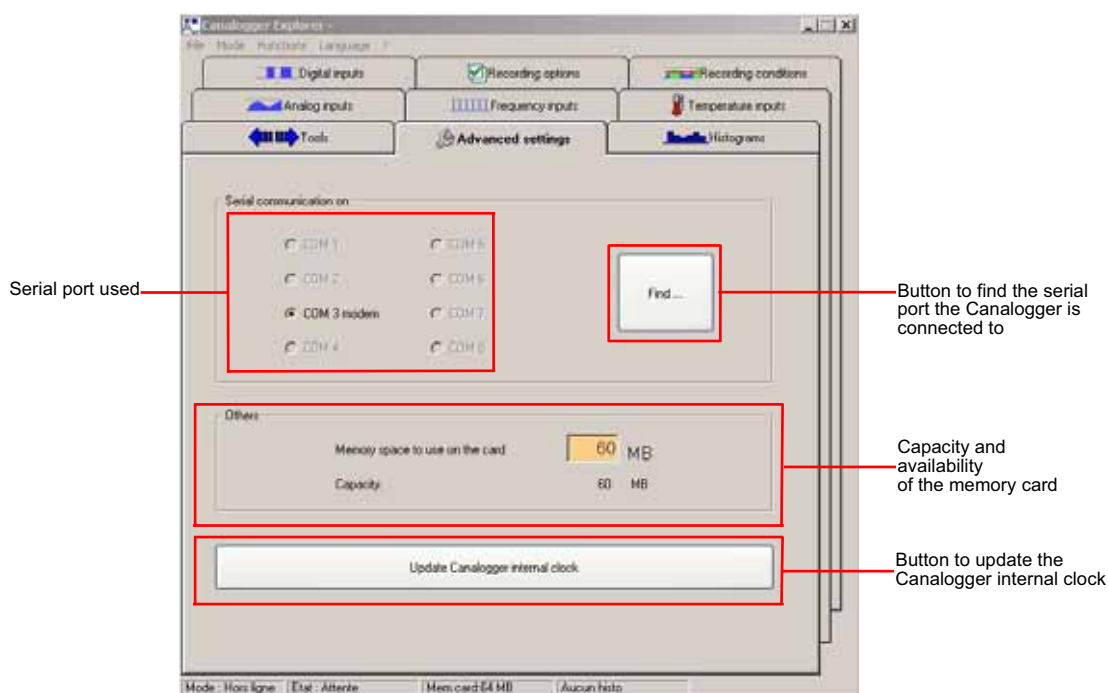 Canalogger Explorer -
File Mode Functions Language ?
Digital inputs
Recording options
Recording conditions
Analog inputs
Frequency inputs
Temperature inputs
Tools
Advanced settings
Histograms
Serial communication on
COM 1
COM 5
COM 2
COM 6
COM 3 modem
COM 7
COM 4
COM 8
Find ...
Serial port used
Button to find the serial
port the Canalogger is
connected to
Others
Memory space to use on the card
60 MB
Capacity
60 MB
Capacity and
availability
of the memory card
Update Canalogger internal clock
Button to update the
Canalogger internal clock
Mode : Hors ligne
Etat : Attente
Mem card 64 MB
Aucun histo